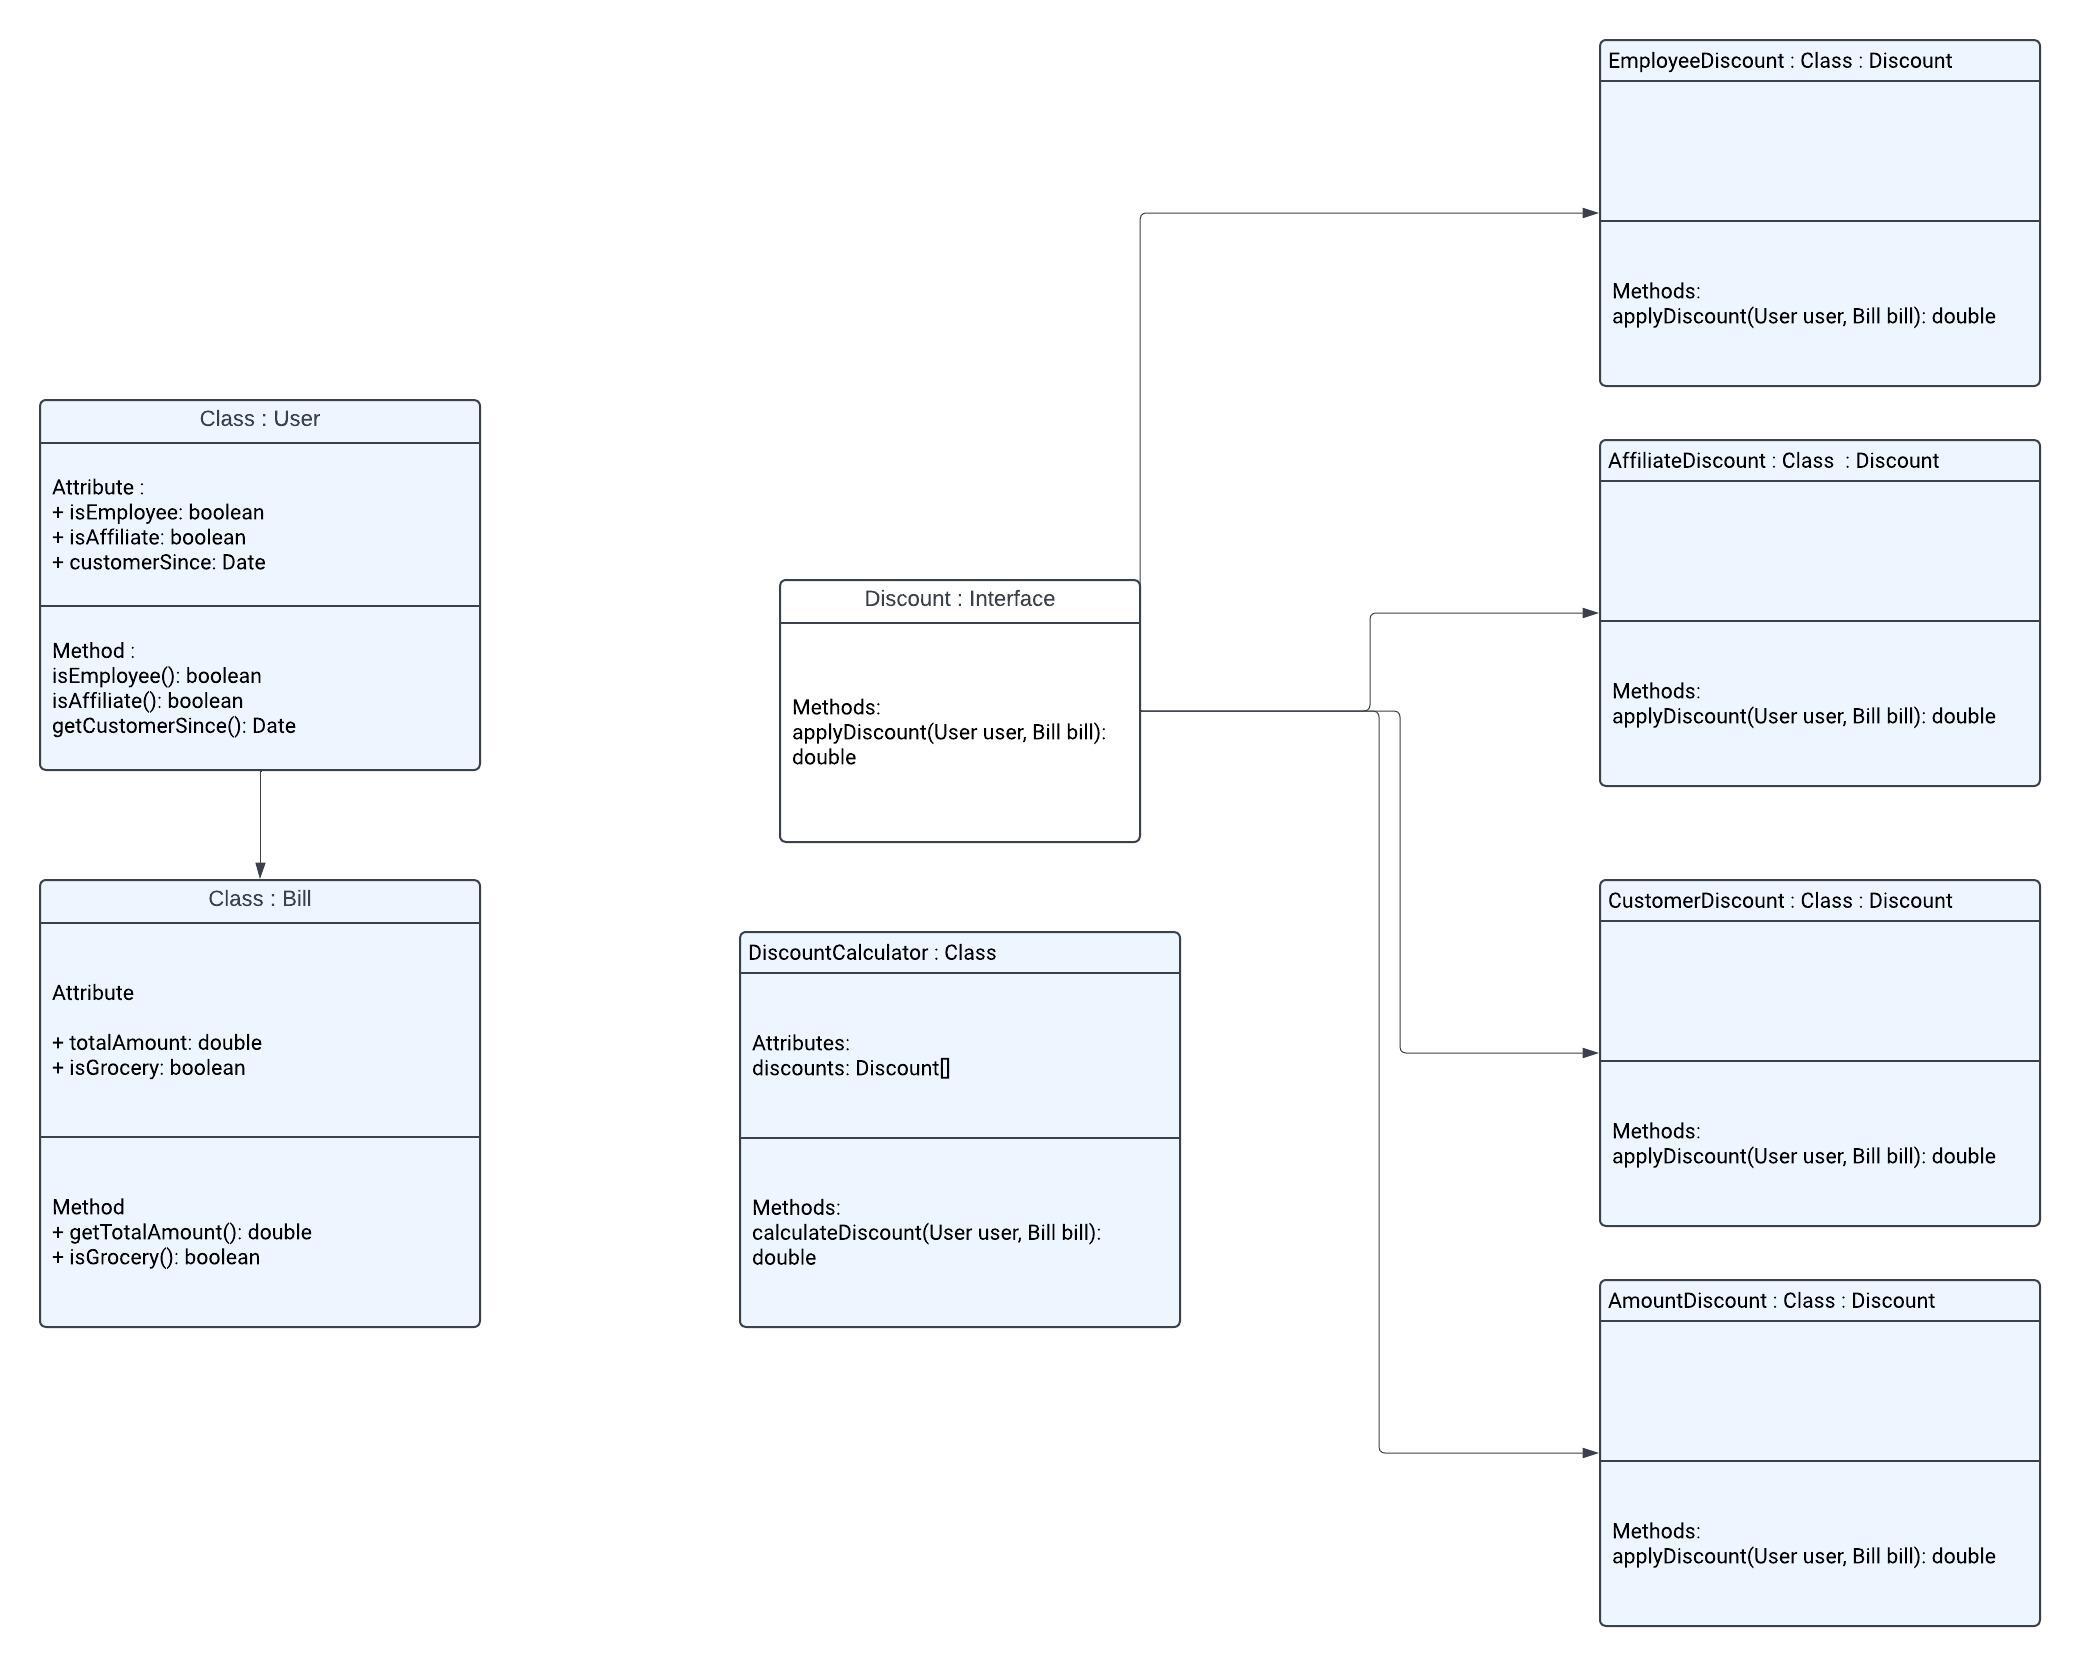 Class : User
Attribute :
+ isEmployee: boolean
+ isAffiliate: boolean
+ customerSince: Date
Method :
isEmployee(): boolean
isAffiliate(): boolean
getCustomerSince(): Date
Class : Bill
Attribute
+ totalAmount: double
+ isGrocery: boolean
Method
+ getTotalAmount(): double
+ isGrocery(): boolean
Discount : Interface
Methods:
applyDiscount(User user, Bill bill):
double
DiscountCalculator : Class
Attributes:
discounts: Discount[]
Methods:
calculateDiscount(User user, Bill bill):
double
EmployeeDiscount : Class : Discount
Methods:
applyDiscount(User user, Bill bill): double
AffiliateDiscount : Class  : Discount
Methods:
applyDiscount(User user, Bill bill): double
CustomerDiscount : Class : Discount
Methods:
applyDiscount(User user, Bill bill): double
AmountDiscount : Class : Discount
Methods:
applyDiscount(User user, Bill bill): double